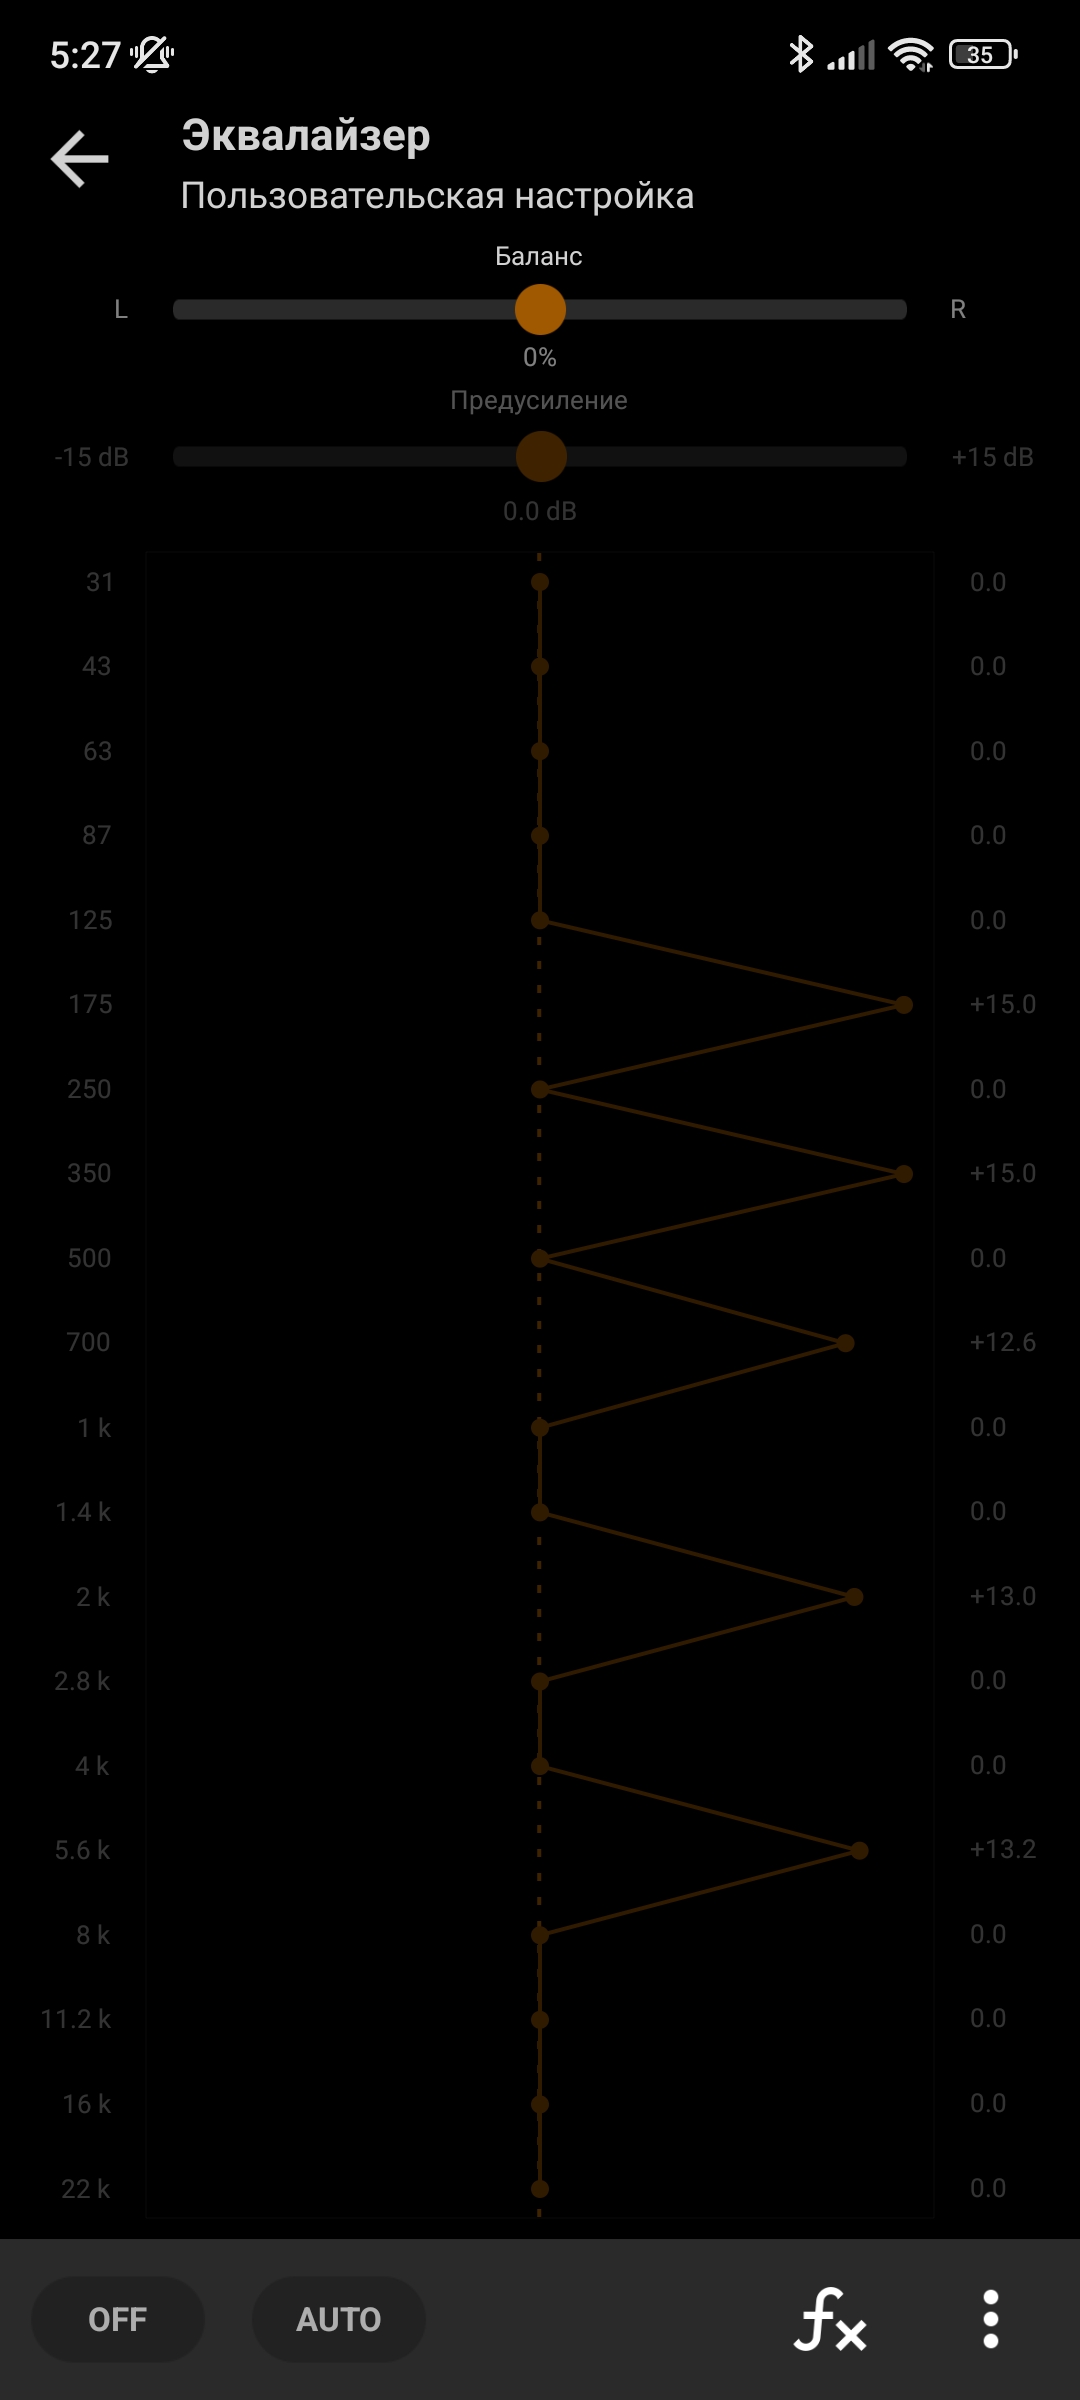 5:27 35
Эквалайзер
Пользовательская настройка
Баланс
L R
0%
Предусиление
-15 dB +15 dB
0.0 dB
31 0.0
43 0.0
63 0.0
87 0.0
125 0.0
175 +15.0
250 0.0
350 +15.0
500 0.0
700 +12.6
1 k 0.0
1.4 k 0.0
2 k +13.0
2.8 k 0.0
4 k 0.0
5.6 k +13.2
8 k 0.0
11.2 k 0.0
16 k 0.0
22 k 0.0
OFF AUTO fx